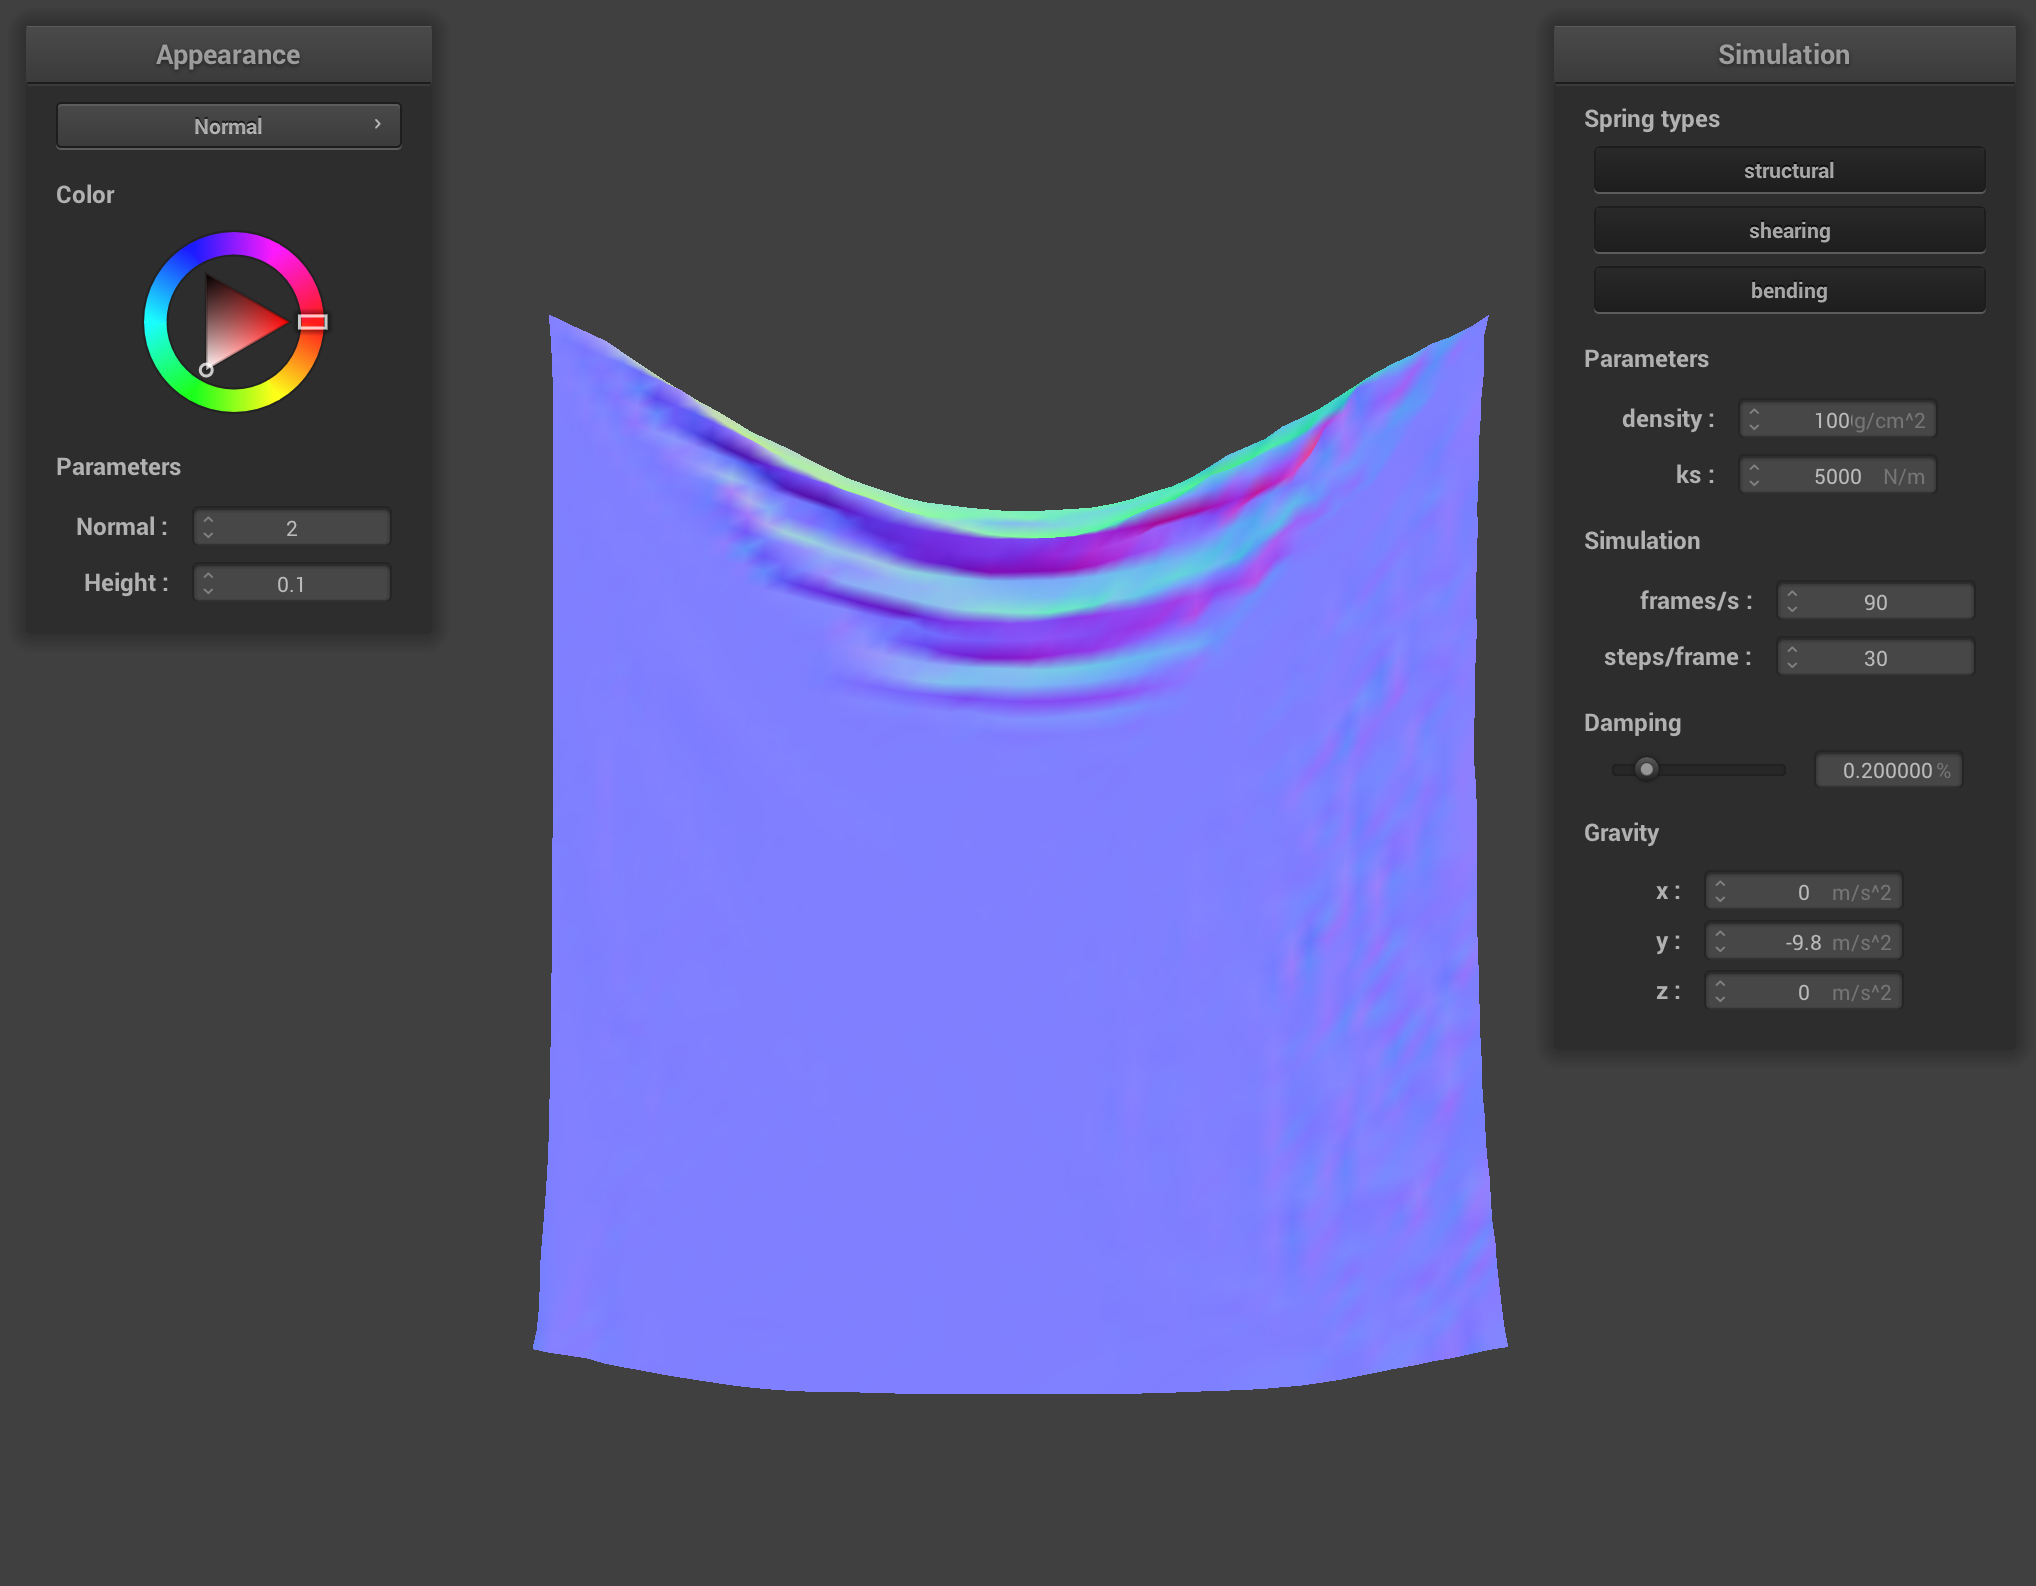 Appearance
Normal
Color
Parameters
Normal : 2
Height : 0.1
Simulation
Spring types
structural
shearing
bending
Parameters
density : 100 g/cm^2
ks : 5000 N/m
Simulation
frames/s : 90
steps/frame : 30
Damping
0.200000 %
Gravity
x : 0 m/s^2
y : -9.8 m/s^2
z : 0 m/s^2